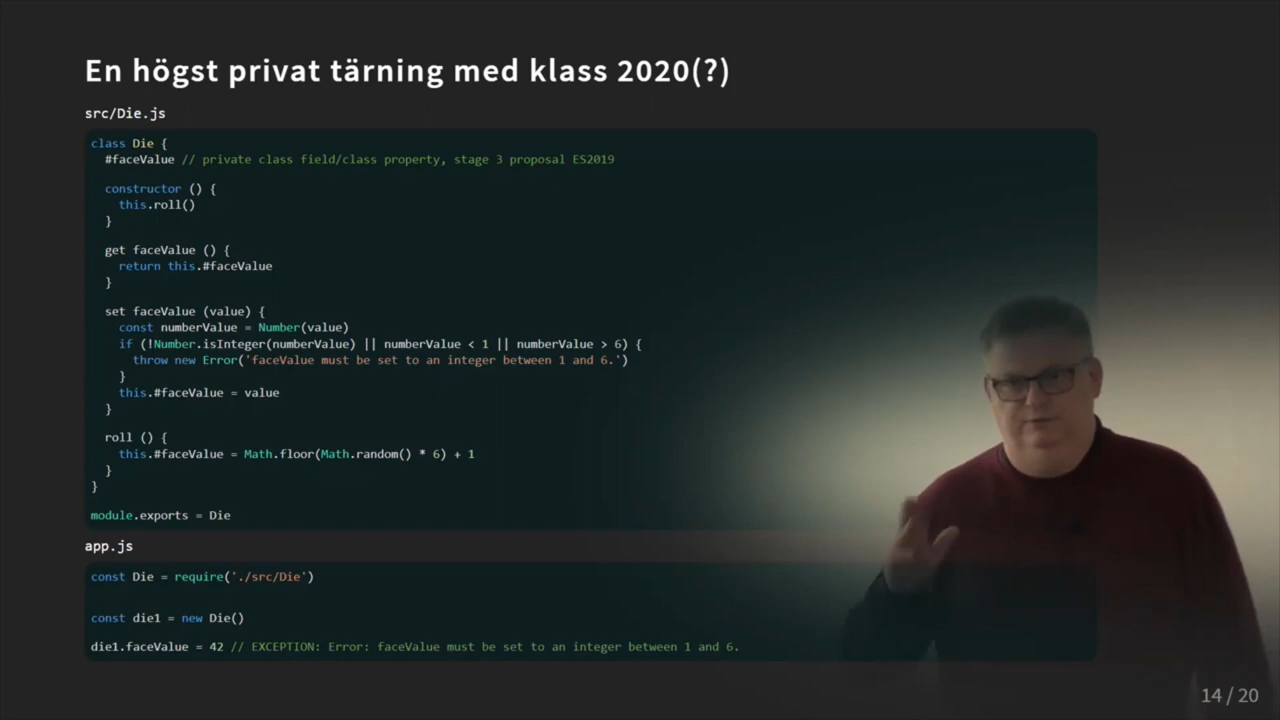 En högst privat tärning med klass 2020(?)
src/Die.js
class Die {
#faceValue // private class field/class property, stage 3 proposal ES2019
constructor () {
this.roll()
}
get faceValue () {
return this.#faceValue
}
set faceValue (value) {
const numberValue = Number(value)
if (!Number.isInteger(numberValue) || numberValue < 1 || numberValue > 6) {
throw new Error('faceValue must be set to an integer between 1 and 6.')
}
this.#faceValue = value
}
roll () {
this.#faceValue = Math.floor(Math.random() * 6) + 1
}
}
module.exports = Die
app.js
const Die = require('./src/Die')
const die1 = new Die()
die1.faceValue = 42 // EXCEPTION: Error: faceValue must be set to an integer between 1 and 6.
14 / 20